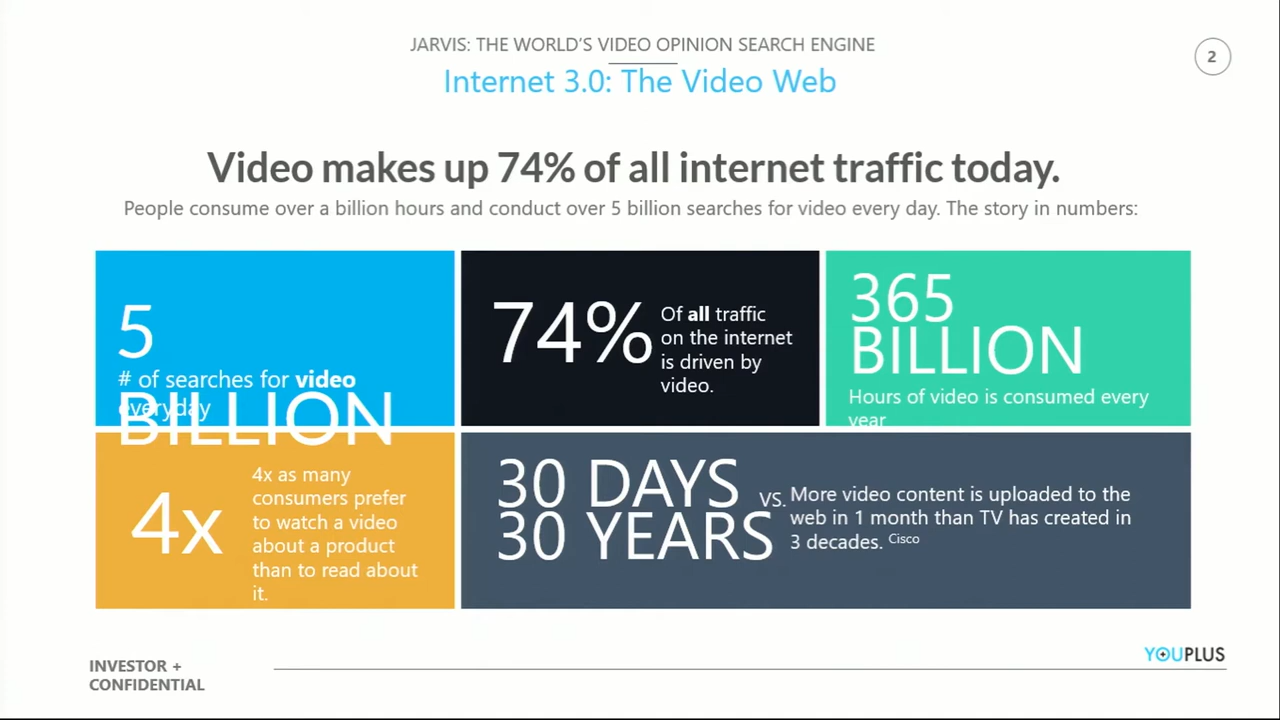 JARVIS: THE WORLD'S VIDEO OPINION SEARCH ENGINE
2
Internet 3.0: The Video Web
Video makes up 74% of all internet traffic today.
People consume over a billion hours and conduct over 5 billion searches for video every day. The story in numbers:
5
BILLION
# of searches for video
everyday
74%
Of all traffic
on the internet
is driven by
video.
365
BILLION
Hours of video is consumed every
year
4x
4x as many
consumers prefer
to watch a video
about a product
than to read about
it.
30 DAYS
VS.
30 YEARS
More video content is uploaded to the
web in 1 month than TV has created in
3 decades. Cisco
INVESTOR +
CONFIDENTIAL
YOUPLUS